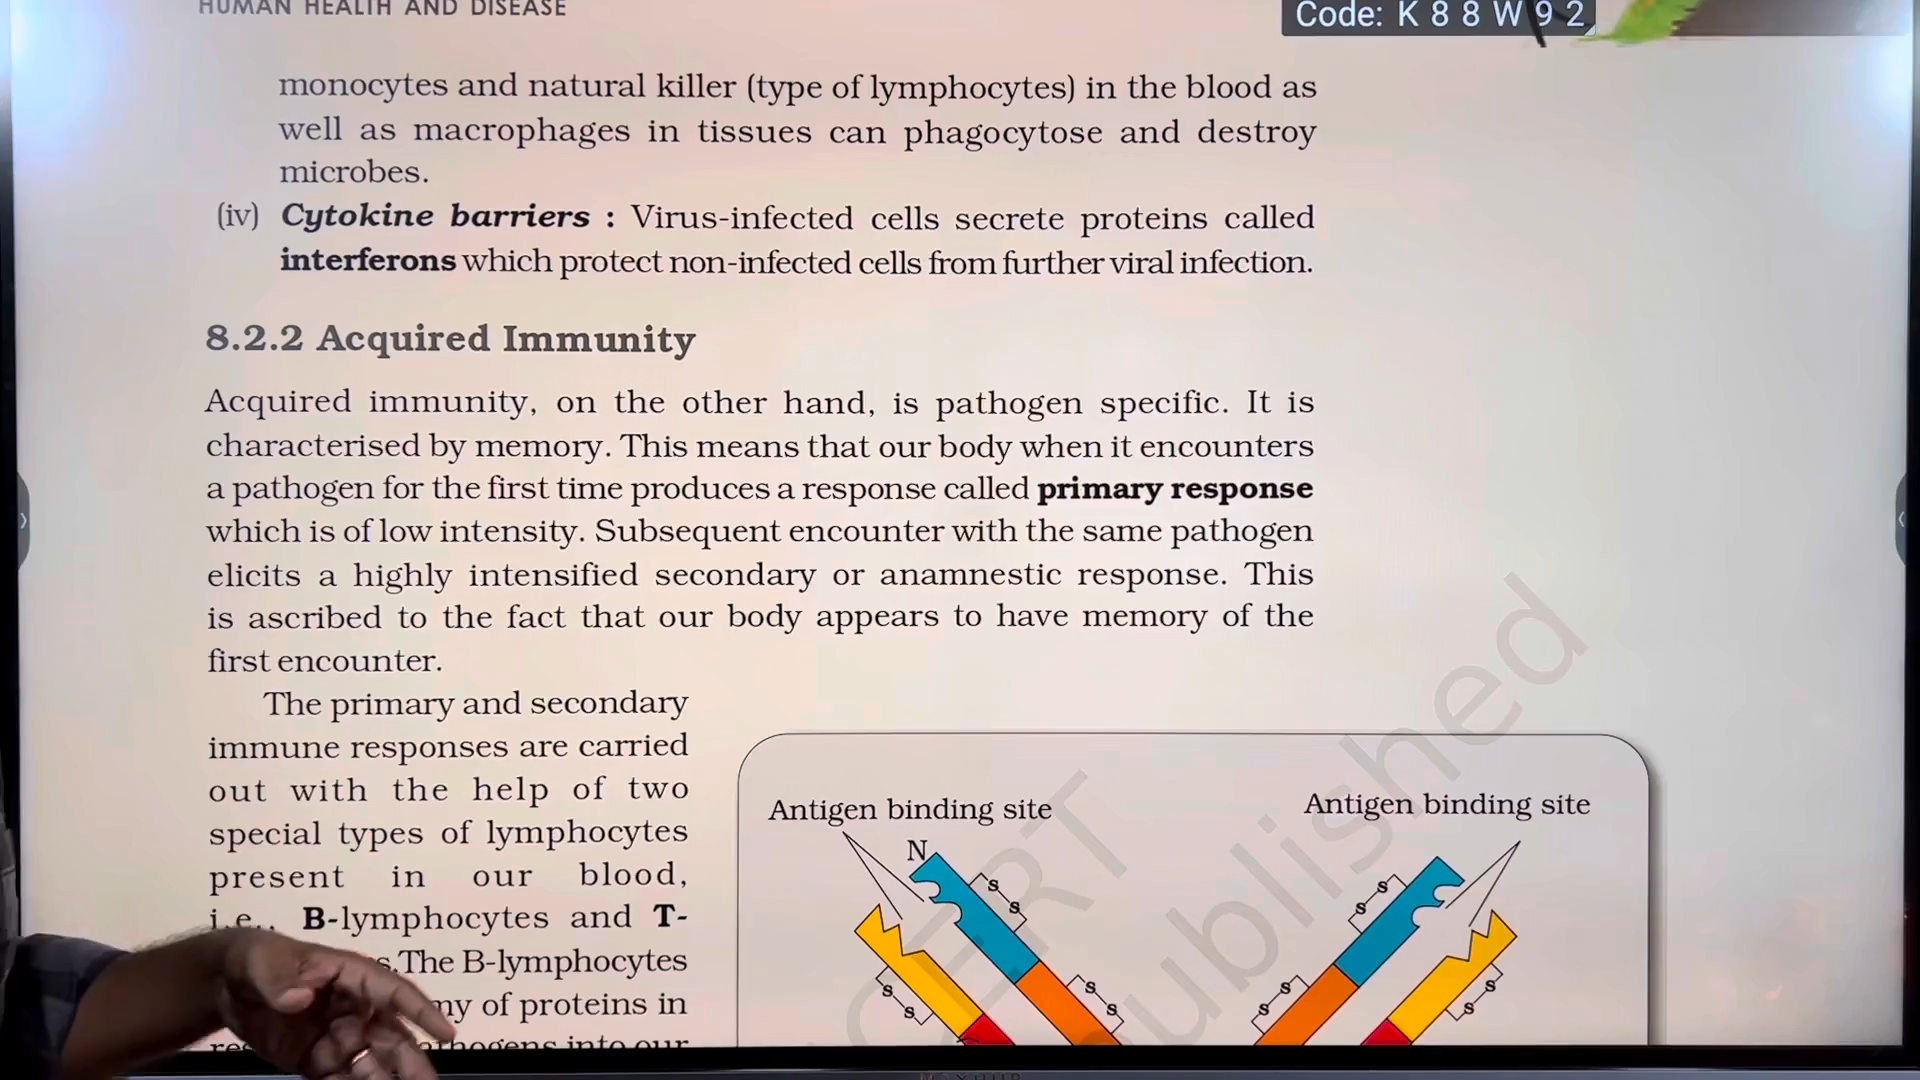 HUMAN HEALTH AND DISEASE
Code: K 8 8 W 9 2
monocytes and natural killer (type of lymphocytes) in the blood as
well as macrophages in tissues can phagocytose and destroy
microbes.
(iv) Cytokine barriers : Virus-infected cells secrete proteins called
interferons which protect non-infected cells from further viral infection.
8.2.2 Acquired Immunity
Acquired immunity, on the other hand, is pathogen specific. It is
characterised by memory. This means that our body when it encounters
a pathogen for the first time produces a response called primary response
which is of low intensity. Subsequent encounter with the same pathogen
elicits a highly intensified secondary or anamnestic response. This
is ascribed to the fact that our body appears to have memory of the
first encounter.
The primary and secondary
immune responses are carried
out with the help of two
special types of lymphocytes
present in our blood,
i.e., B-lymphocytes and T-
s. The B-lymphocytes
my of proteins in
into our
Antigen binding site
Antigen binding site
N
s
s
s
s
s
s
s
s
s
s
s
s